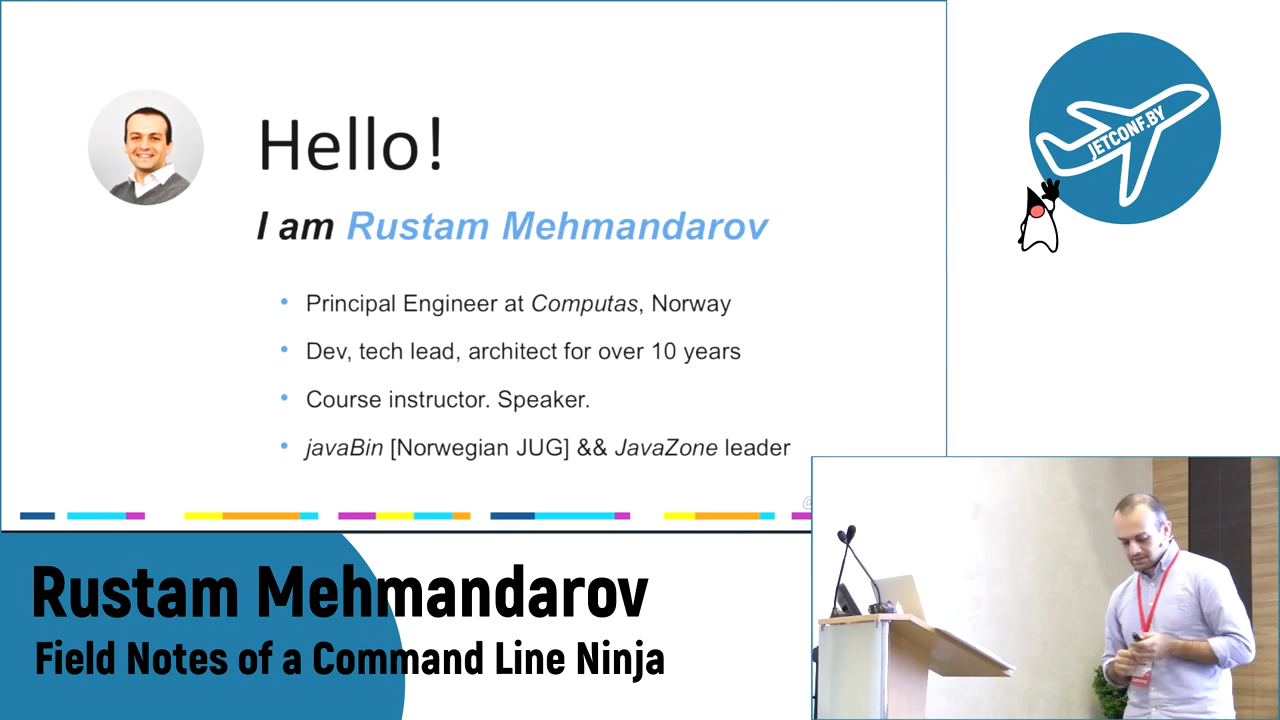 Hello!
I am Rustam Mehmandarov
• Principal Engineer at Computas, Norway
• Dev, tech lead, architect for over 10 years
• Course instructor. Speaker.
• javaBin [Norwegian JUG] && JavaZone leader
JETCONF.BY
Rustam Mehmandarov
Field Notes of a Command Line Ninja